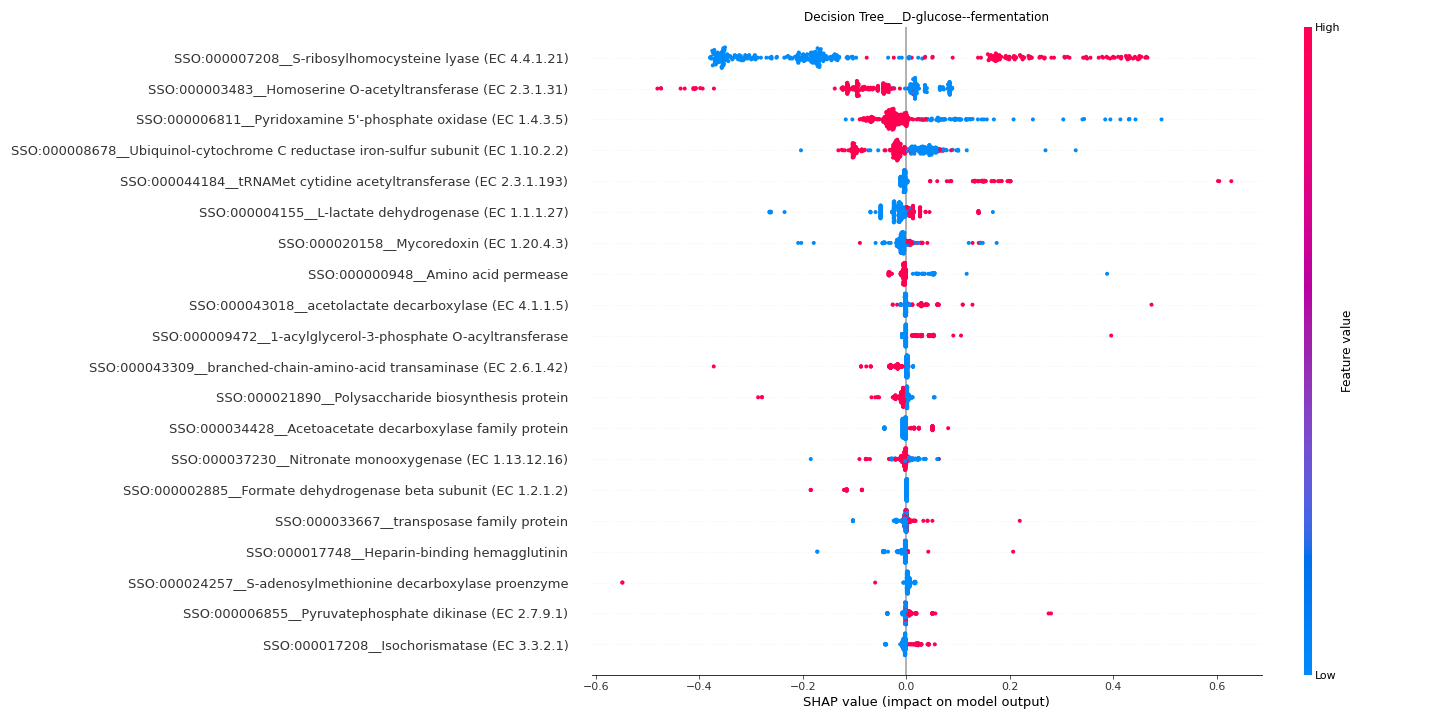 Decision Tree___D-glucose--fermentation
High
SSO:000007208__S-ribosylhomocysteine lyase (EC 4.4.1.21)
SSO:000003483__Homoserine O-acetyltransferase (EC 2.3.1.31)
SSO:000006811__Pyridoxamine 5'-phosphate oxidase (EC 1.4.3.5)
SSO:000008678__Ubiquinol-cytochrome C reductase iron-sulfur subunit (EC 1.10.2.2)
SSO:000044184__tRNAMet cytidine acetyltransferase (EC 2.3.1.193)
SSO:000004155__L-lactate dehydrogenase (EC 1.1.1.27)
SSO:000020158__Mycoredoxin (EC 1.20.4.3)
SSO:000000948__Amino acid permease
SSO:000043018__acetolactate decarboxylase (EC 4.1.1.5)
SSO:000009472__1-acylglycerol-3-phosphate O-acyltransferase
SSO:000043309__branched-chain-amino-acid transaminase (EC 2.6.1.42)
SSO:000021890__Polysaccharide biosynthesis protein
SSO:000034428__Acetoacetate decarboxylase family protein
SSO:000037230__Nitronate monooxygenase (EC 1.13.12.16)
SSO:000002885__Formate dehydrogenase beta subunit (EC 1.2.1.2)
SSO:000033667__transposase family protein
SSO:000017748__Heparin-binding hemagglutinin
SSO:000024257__S-adenosylmethionine decarboxylase proenzyme
SSO:000006855__Pyruvatephosphate dikinase (EC 2.7.9.1)
SSO:000017208__Isochorismatase (EC 3.3.2.1)
Feature value
Low
−0.6 −0.4 −0.2 0.0 0.2 0.4 0.6
SHAP value (impact on model output)